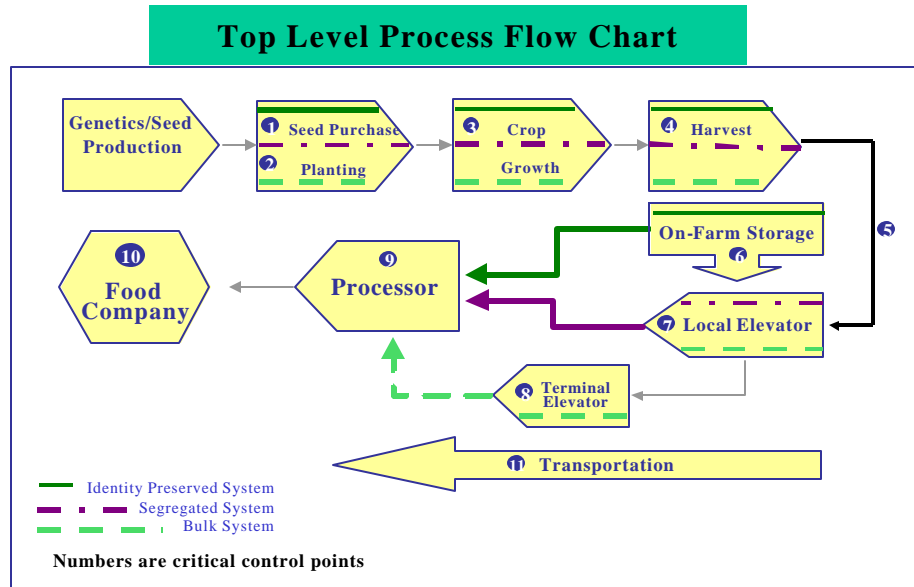 Top Level Process Flow Chart
Genetics/Seed
Production
1 Seed Purchase
2 Planting
3 Crop
Growth
4 Harvest
5
On-Farm Storage
6
10
Food
Company
9
Processor
7 Local Elevator
8 Terminal
Elevator
11 Transportation
Identity Preserved System
Segregated System
Bulk System
Numbers are critical control points